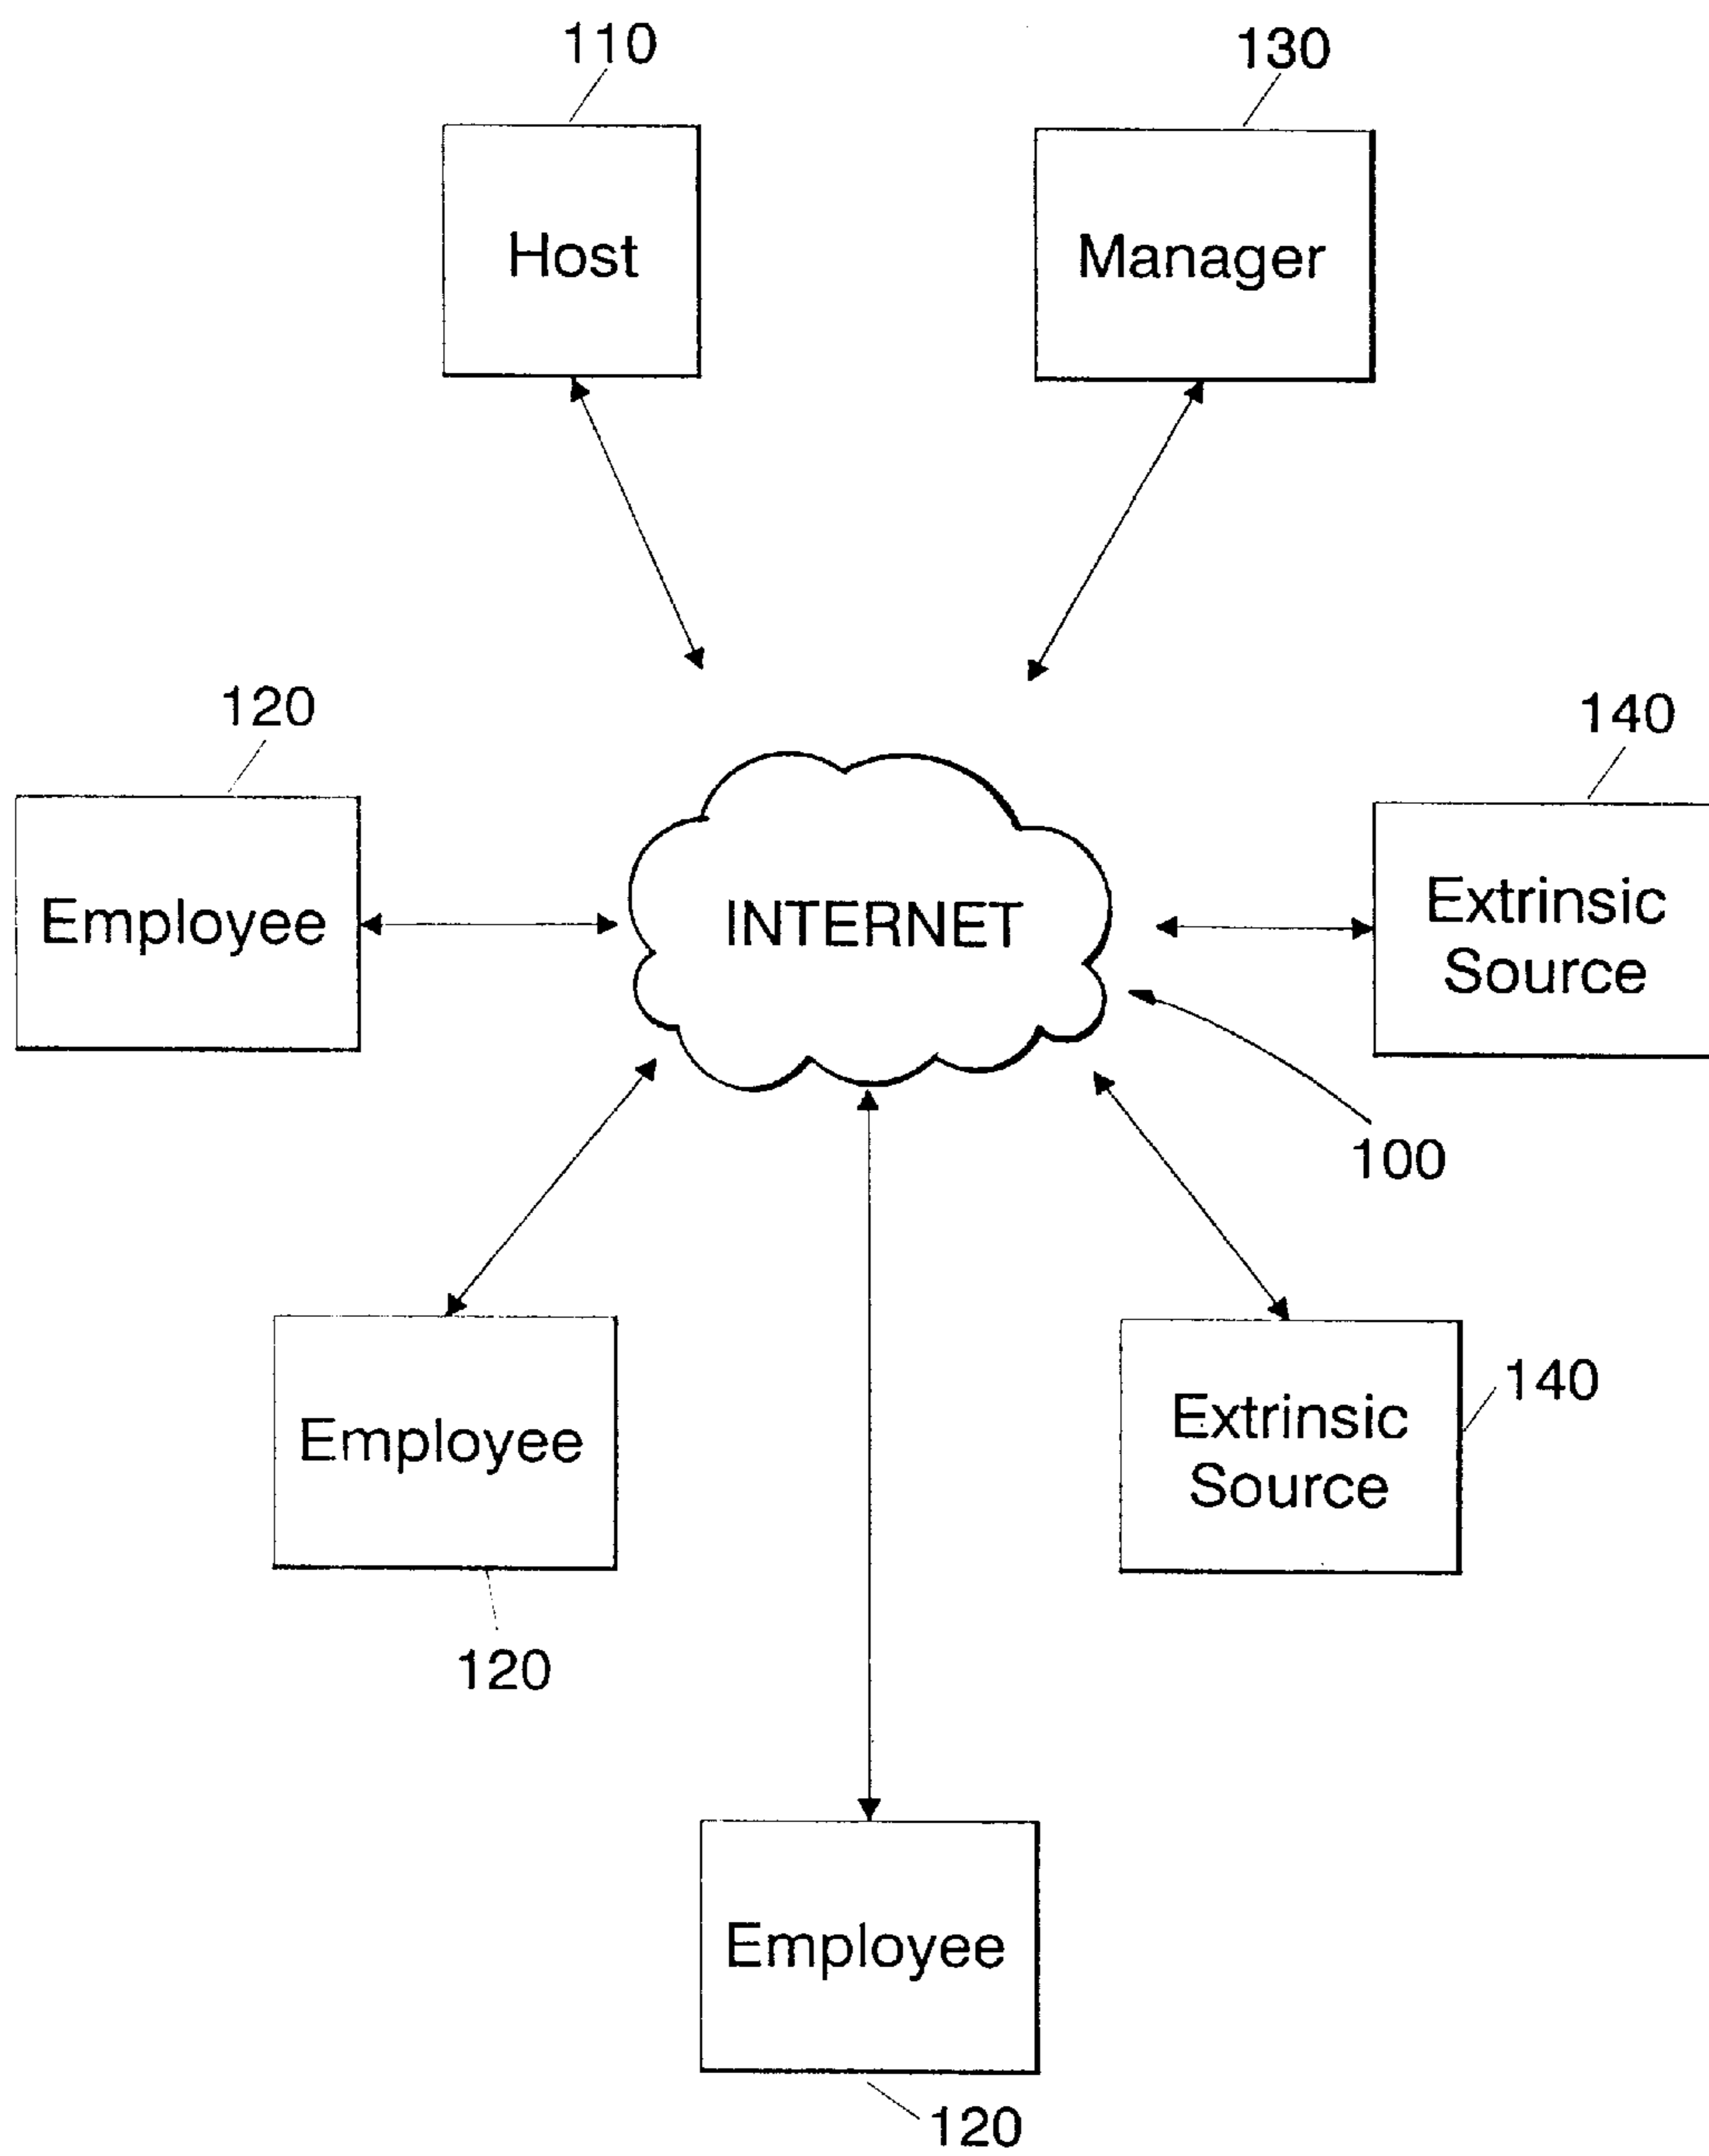 110
130
Host
Manager
120
140
Employee
INTERNET
Extrinsic
Source
100
Employee
Extrinsic
Source
140
120
Employee
120